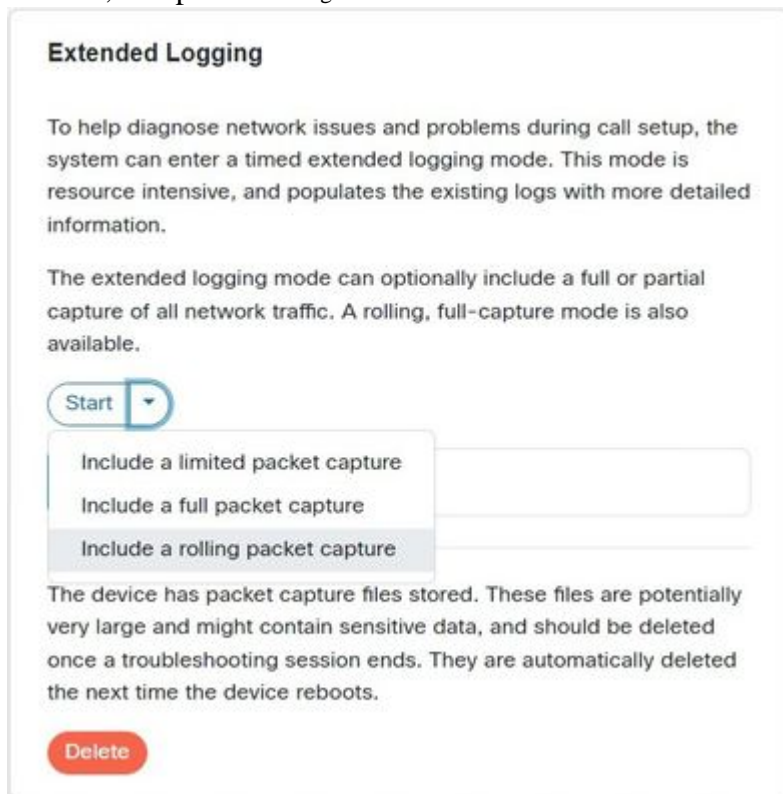 Extended Logging
To help diagnose network issues and problems during call setup, the
system can enter a timed extended logging mode. This mode is
resource intensive, and populates the existing logs with more detailed
information.
The extended logging mode can optionally include a full or partial
capture of all network traffic. A rolling, full-capture mode is also
available.
Start
Include a limited packet capture
Include a full packet capture
Include a rolling packet capture
The device has packet capture files stored. These files are potentially
very large and might contain sensitive data, and should be deleted
once a troubleshooting session ends. They are automatically deleted
the next time the device reboots.
Delete